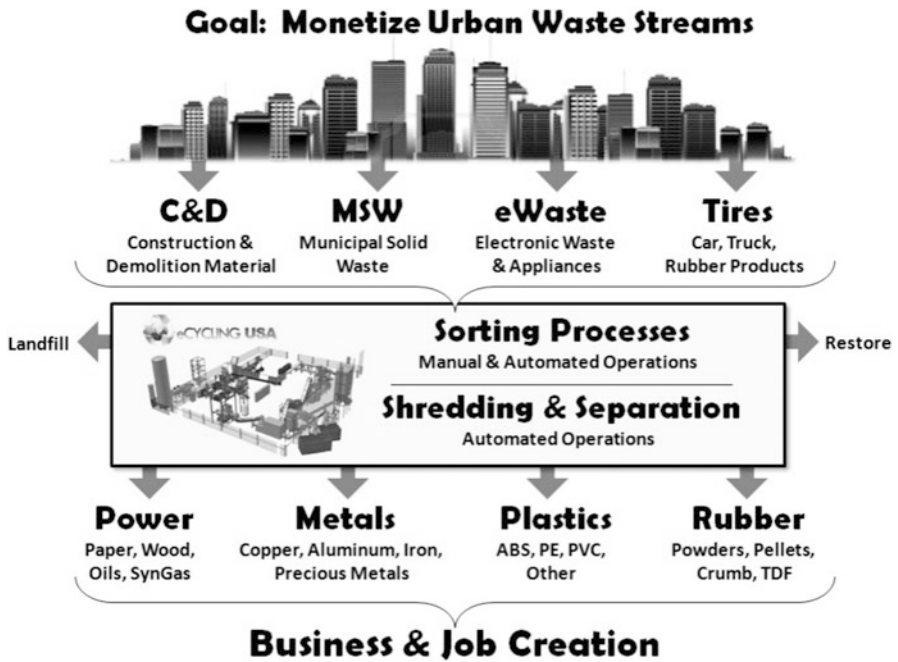 Goal: Monetize Urban Waste Streams
C&D
Construction &
Demolition Material
MSW
Municipal Solid
Waste
eWaste
Electronic Waste
& Appliances
Tires
Car, Truck,
Rubber Products
Landfill
eCYCLING USA
Sorting Processes
Manual & Automated Operations
Shredding & Separation
Automated Operations
Restore
Power
Paper, Wood,
Oils, SynGas
Metals
Copper, Aluminum, Iron,
Precious Metals
Plastics
ABS, PE, PVC,
Other
Rubber
Powders, Pellets,
Crumb, TDF
Business & Job Creation